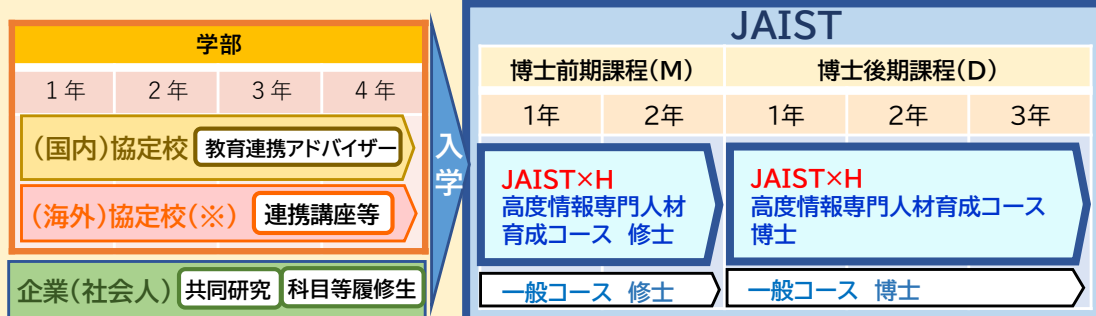 学部
1年 2年 3年 4年
(国内)協定校 教育連携アドバイザー
(海外)協定校(※) 連携講座等
企業(社会人) 共同研究 科目等履修生
入
学
JAIST
博士前期課程(M) 博士後期課程(D)
1年 2年 1年 2年 3年
JAIST×H
高度情報専門人材
育成コース 修士
JAIST×H
高度情報専門人材育成コース
博士
一般コース 修士
一般コース 博士